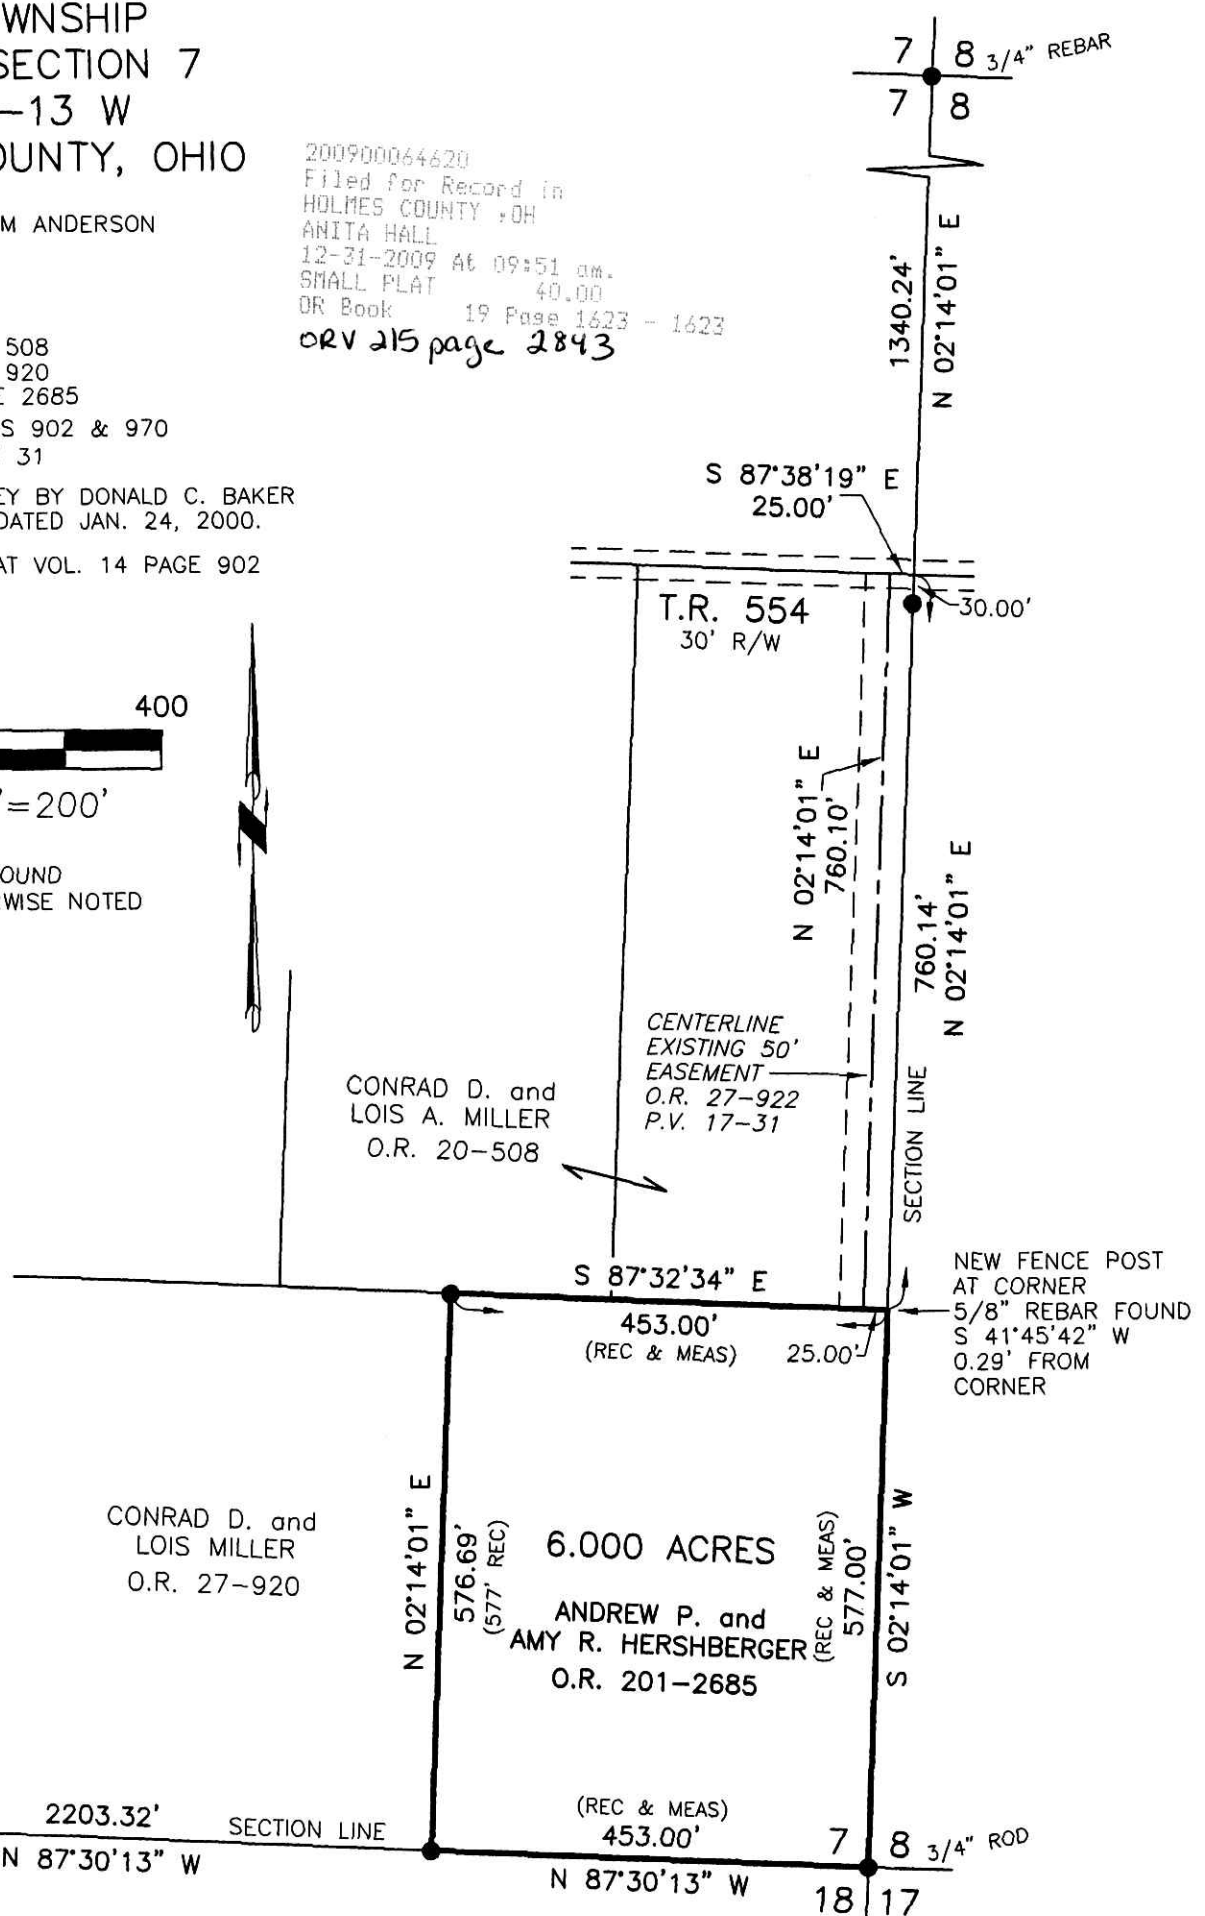 WNSHIP
SECTION 7
-13 W
OUNTY, OHIO
M ANDERSON
200900064620
Filed for Record in
HOLMES COUNTY , OH
ANITA HALL
12-31-2009 At 09:51 am.
SMALL PLAT 40.00
OR Book 19 Page 1623 - 1623
ORV 215 page 2843
508
920
E 2685
S 902 & 970
31
EY BY DONALD C. BAKER
DATED JAN. 24, 2000.
AT VOL. 14 PAGE 902
400
'=200'
OUND
WISE NOTED
7 8 3/4" REBAR
7 8
1340.24'
N 02°14'01" E
S 87°38'19" E
25.00'
T.R. 554
30' R/W
30.00'
N 02°14'01" E
760.10'
760.14'
N 02°14'01" E
CENTERLINE
EXISTING 50'
EASEMENT
O.R. 27-922
P.V. 17-31
SECTION LINE
CONRAD D. and
LOIS A. MILLER
O.R. 20-508
S 87°32'34" E
453.00'
(REC & MEAS)
25.00'
NEW FENCE POST
AT CORNER
5/8" REBAR FOUND
S 41°45'42" W
0.29' FROM
CORNER
CONRAD D. and
LOIS MILLER
O.R. 27-920
N 02°14'01" E
576.69'
(577' REC)
6.000 ACRES
ANDREW P. and
AMY R. HERSHBERGER
O.R. 201-2685
(REC & MEAS)
577.00'
S 02°14'01" W
2203.32'
SECTION LINE
N 87°30'13" W
(REC & MEAS)
453.00'
N 87°30'13" W
7 8 3/4" ROD
18 17